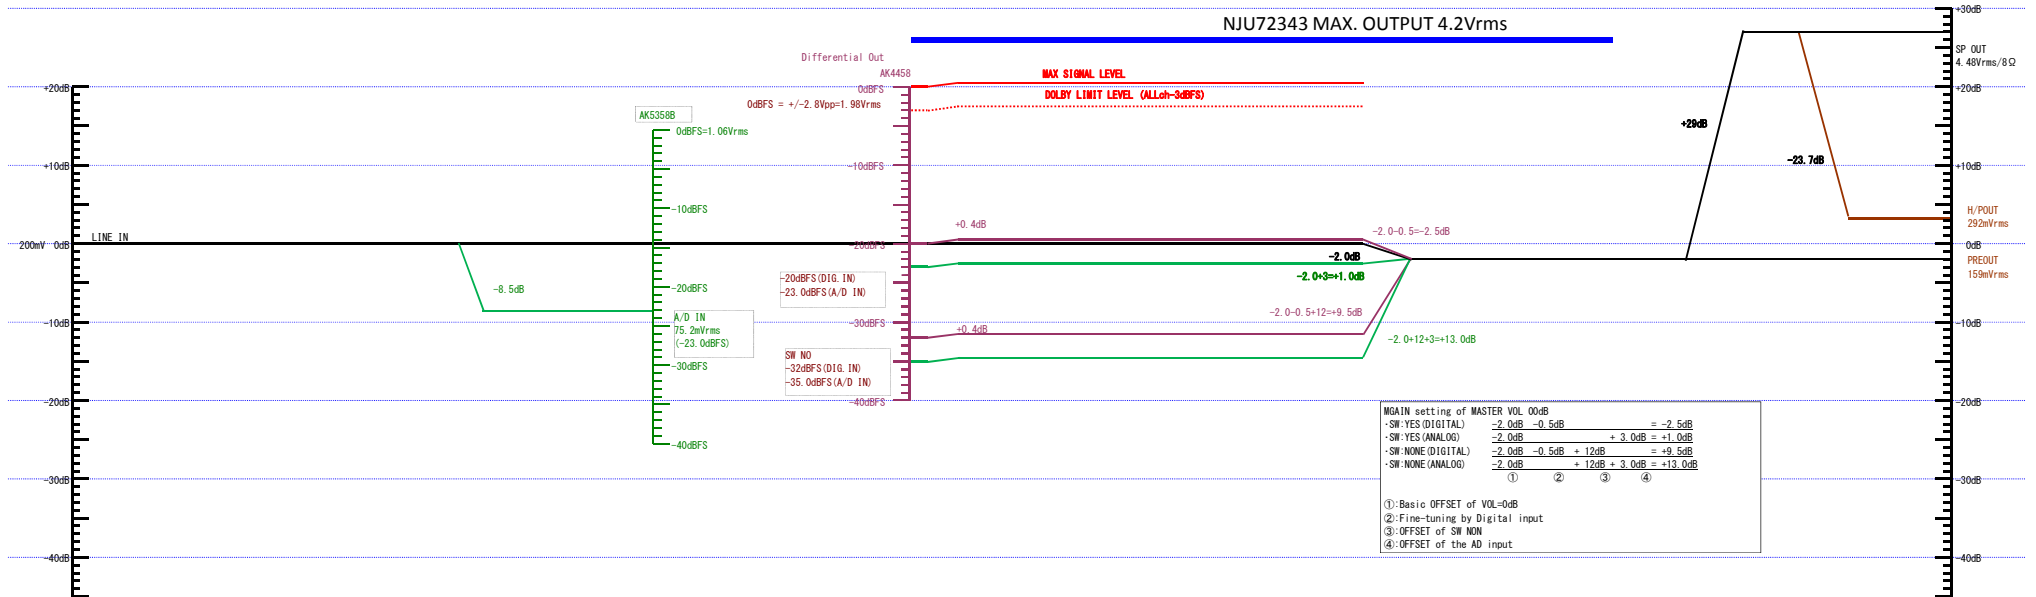 NJU72343 MAX. OUTPUT 4.2Vrms
+30dB
SP OUT
4.48Vrms/8Ω
+20dB
+10dB
H/POUT
292mVrms
0dB
PREOUT
159mVrms
-10dB
-20dB
-30dB
-40dB
+20dB
+10dB
200mV 0dB
-10dB
-20dB
-30dB
-40dB
LINE IN
-8.5dB
AK5358B
0dBFS=1.06Vrms
-10dBFS
-20dBFS
A/D IN
75.2mVrms
(-23.0dBFS)
-30dBFS
-40dBFS
Differential Out
AK4458
0dBFS
0dBFS = +/-2.8Vpp=1.98Vrms
-10dBFS
-20dBFS
-20dBFS(DIG.IN)
-23.0dBFS(A/D IN)
-30dBFS
SW NO
-32dBFS(DIG.IN)
-35.0dBFS(A/D IN)
-40dBFS
MAX SIGNAL LEVEL
DOLBY LIMIT LEVEL (ALLch-3dBFS)
+0.4dB
-2.0-0.5=-2.5dB
-2.0dB
-2.0+3=+1.0dB
-2.0-0.5+12=+9.5dB
+0.4dB
-2.0+12+3=+13.0dB
+29dB
-23.7dB
MGAIN setting of MASTER VOL 00dB
・SW:YES(DIGITAL) -2.0dB -0.5dB = -2.5dB
・SW:YES(ANALOG) -2.0dB + 3.0dB = +1.0dB
・SW:NONE(DIGITAL) -2.0dB -0.5dB + 12dB = +9.5dB
・SW:NONE(ANALOG) -2.0dB + 12dB + 3.0dB = +13.0dB
① ② ③ ④
①:Basic OFFSET of VOL=0dB
②:Fine-tuning by Digital input
③:OFFSET of SW NON
④:OFFSET of the AD input